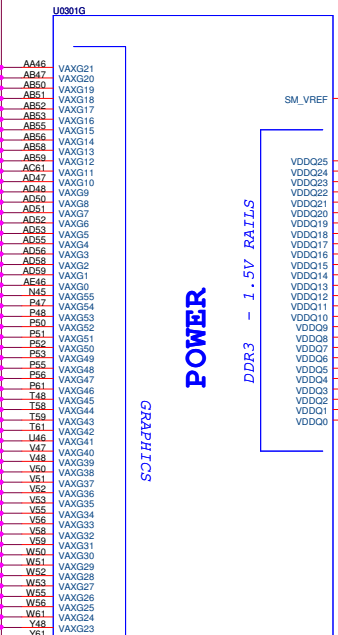 U0301G
AA46 VAXG21
AB47 VAXG20
AB50 VAXG19
AB51 VAXG18
AB52 VAXG17
AB53 VAXG16
AB55 VAXG15
AB56 VAXG14
AB58 VAXG13
AB59 VAXG12
AC61 VAXG11
AD47 VAXG10
AD48 VAXG9
AD50 VAXG8
AD51 VAXG7
AD52 VAXG6
AD53 VAXG5
AD55 VAXG4
AD56 VAXG3
AD58 VAXG2
AD59 VAXG1
AE46 VAXG0
N45 VAXG55
P47 VAXG54
P48 VAXG53
P50 VAXG52
P51 VAXG51
P52 VAXG50
P53 VAXG49
P55 VAXG48
P56 VAXG47
P61 VAXG46
T48 VAXG45
T58 VAXG44
T59 VAXG43
T61 VAXG42
U46 VAXG41
V47 VAXG40
V48 VAXG39
V50 VAXG38
V51 VAXG37
V52 VAXG36
V53 VAXG35
V55 VAXG34
V56 VAXG33
V58 VAXG32
V59 VAXG31
W50 VAXG30
W51 VAXG29
W52 VAXG28
W53 VAXG27
W55 VAXG26
W56 VAXG25
W61 VAXG24
Y48 VAXG23
Y61
GRAPHICS
POWER
DDR3 - 1.5V RAILS
SM_VREF
VDDQ25
VDDQ24
VDDQ23
VDDQ22
VDDQ21
VDDQ20
VDDQ19
VDDQ18
VDDQ17
VDDQ16
VDDQ15
VDDQ14
VDDQ13
VDDQ12
VDDQ11
VDDQ10
VDDQ9
VDDQ8
VDDQ7
VDDQ6
VDDQ5
VDDQ4
VDDQ3
VDDQ2
VDDQ1
VDDQ0